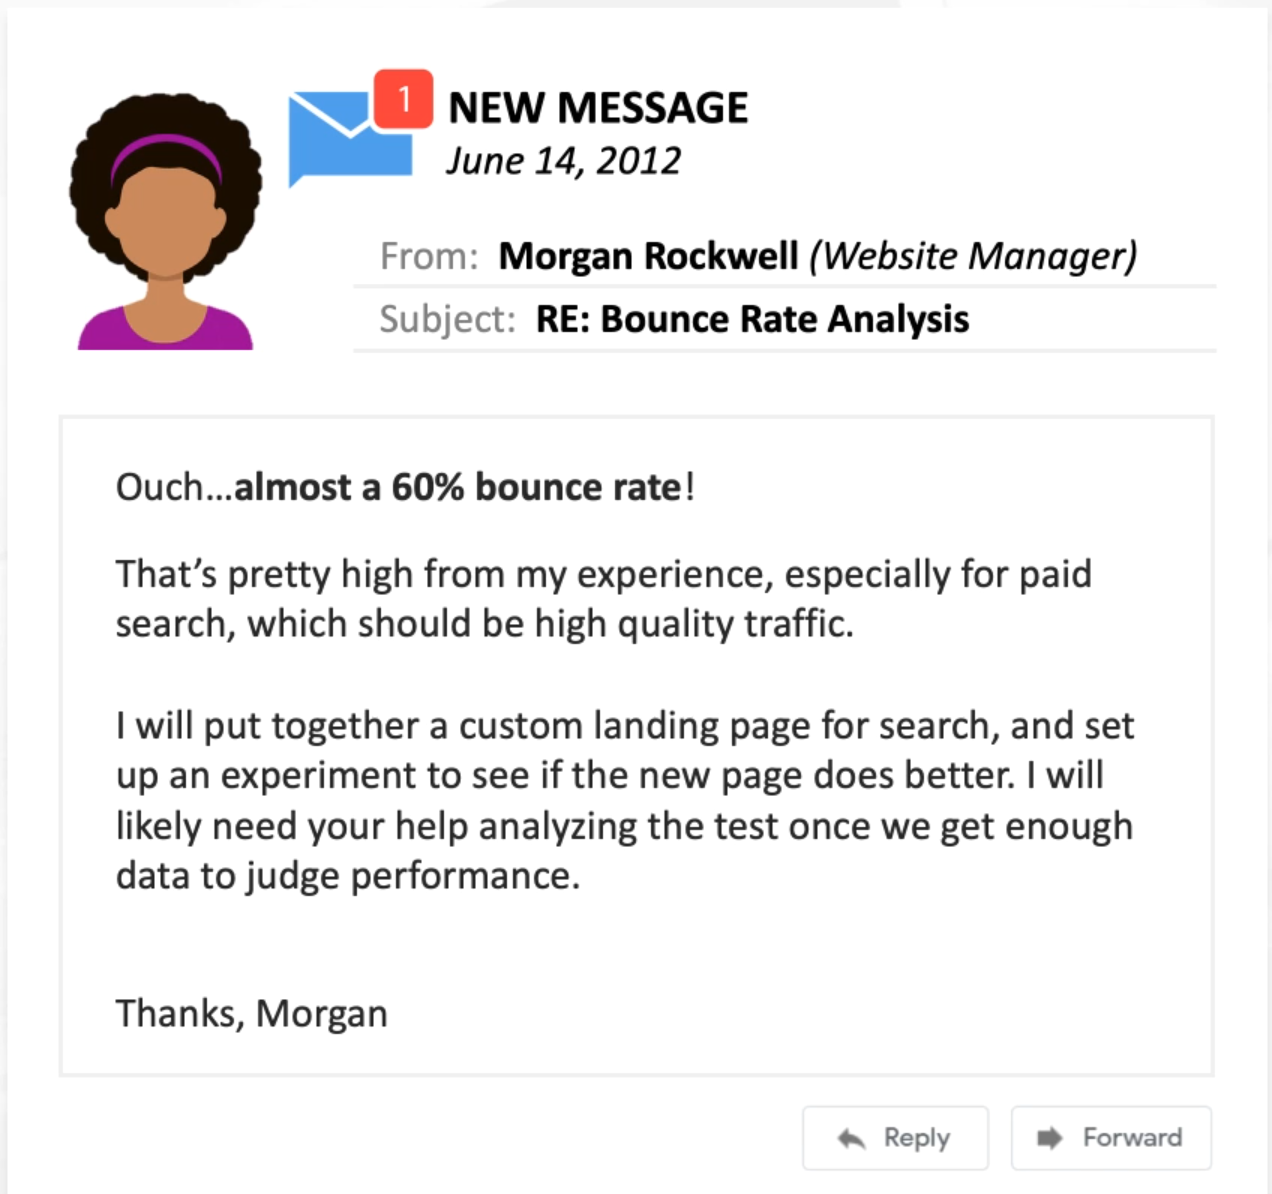 1
NEW MESSAGE
June 14, 2012
From: Morgan Rockwell (Website Manager)
Subject: RE: Bounce Rate Analysis
Ouch...almost a 60% bounce rate!
That’s pretty high from my experience, especially for paid
search, which should be high quality traffic.
I will put together a custom landing page for search, and set
up an experiment to see if the new page does better. I will
likely need your help analyzing the test once we get enough
data to judge performance.
Thanks, Morgan
Reply
Forward